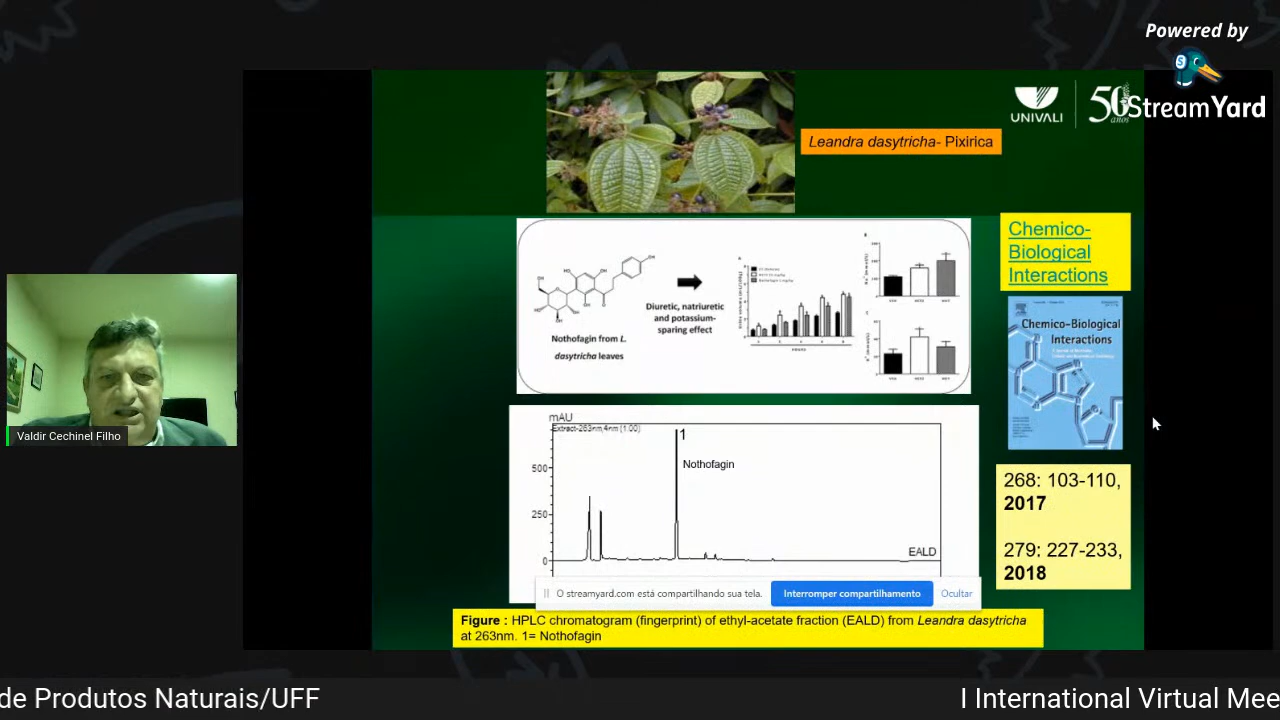 Powered by
StreamYard
UNIVALI
50
anos
Leandra dasytricha- Pixirica
Chemico-
Biological
Interactions
OH
HO
Diuretic, natriuretic
and potassium-
sparing effect
Nothofagin from L.
dasytricha leaves
Chemico-Biological
Interactions
Valdir Cechinel Filho
mAU
Extract-263nm,4nm (1.00)
1
Nothofagin
500
250
0
EALD
268: 103-110,
2017
279: 227-233,
2018
O streamyard.com está compartilhando sua tela.
Interromper compartilhamento
Ocultar
Figure : HPLC chromatogram (fingerprint) of ethyl-acetate fraction (EALD) from Leandra dasytricha
at 263nm. 1= Nothofagin
de Produtos Naturais/UFF
I International Virtual Mee